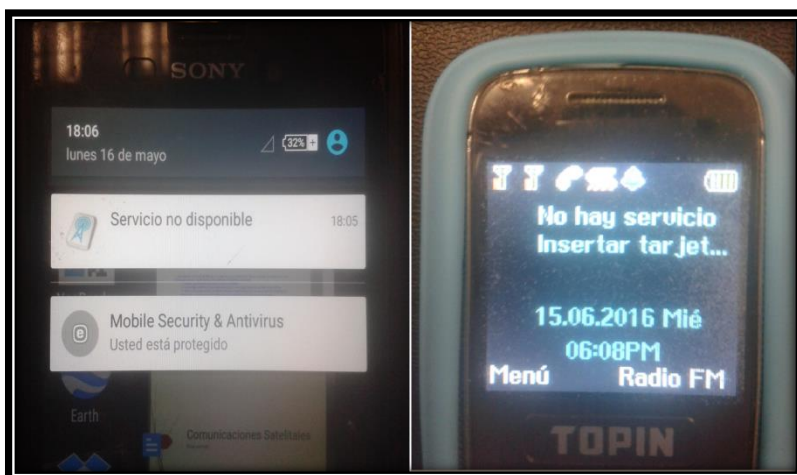 SONY
18:06
lunes 16 de mayo
32%
Servicio no disponible
18:05
Mobile Security & Antivirus
Usted está protegido
Earth
Comunicaciones Satelitales
No hay servicio
Insertar tarjet...
15.06.2016 Mié
06:08PM
Menú
Radio FM
TOPIN